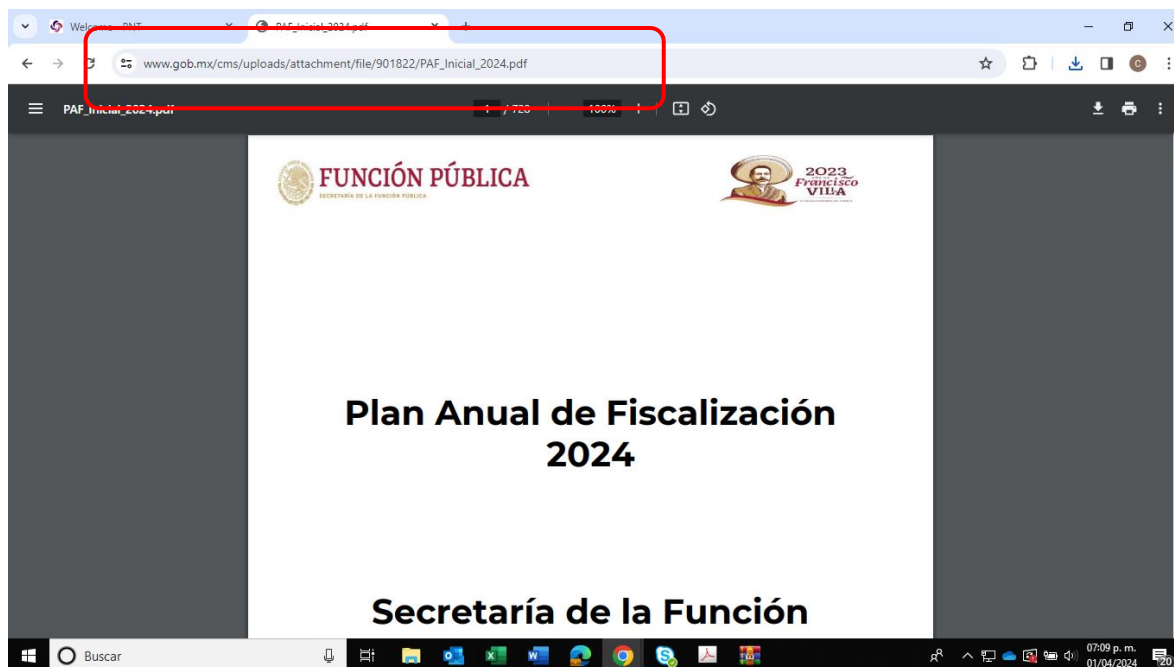 Welcome - PNT
PAF_Inicial_2024.pdf
www.gob.mx/cms/uploads/attachment/file/901822/PAF_Inicial_2024.pdf
PAF_Inicial_2024.pdf
1 / 728
100%
FUNCIÓN PÚBLICA
SECRETARÍA DE LA FUNCIÓN PÚBLICA
2023
Francisco
VILLA
Plan Anual de Fiscalización
2024
Secretaría de la Función
Buscar
07:09 p. m.
01/04/2024